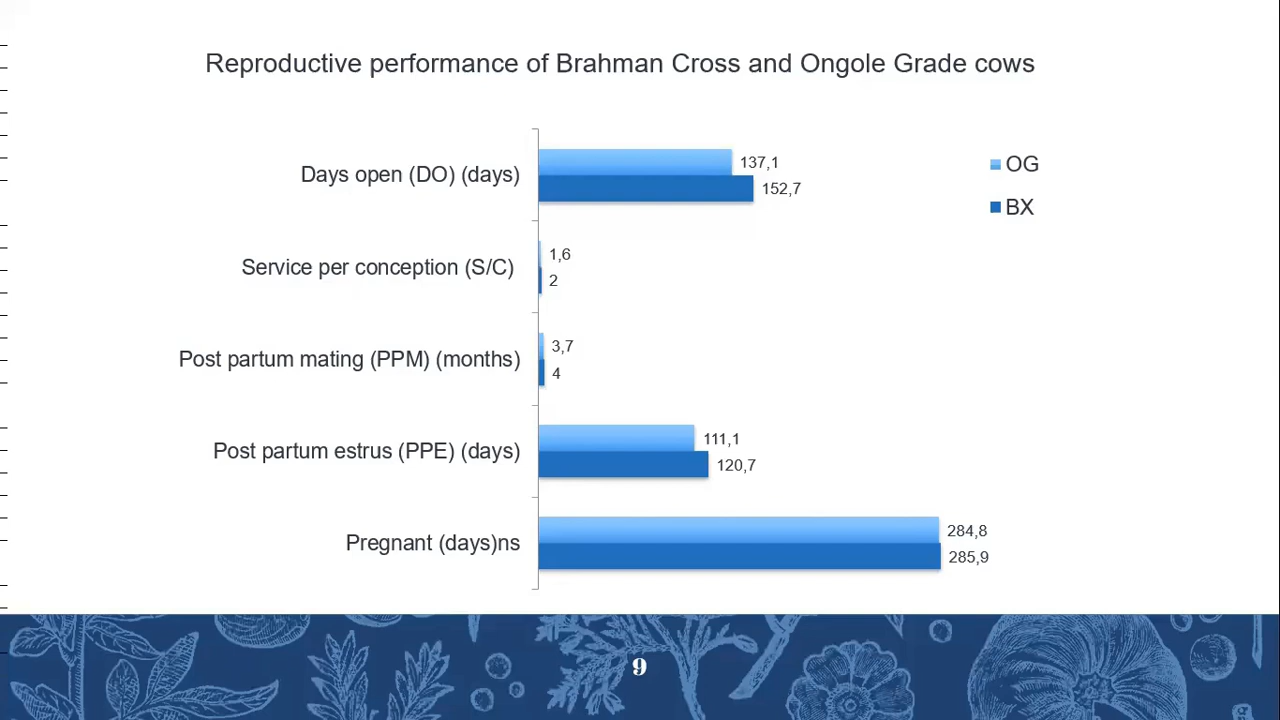 Reproductive performance of Brahman Cross and Ongole Grade cows
Days open (DO) (days)
137,1
152,7
OG
BX
Service per conception (S/C)
1,6
2
Post partum mating (PPM) (months)
3,7
4
Post partum estrus (PPE) (days)
111,1
120,7
Pregnant (days)ns
284,8
285,9
9